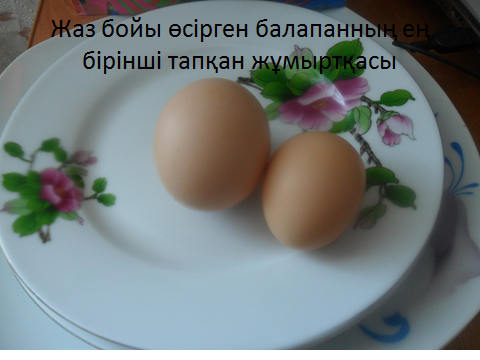 Жаз бойы өсірген балапанның ең
бірінші тапқан жұмыртқасы